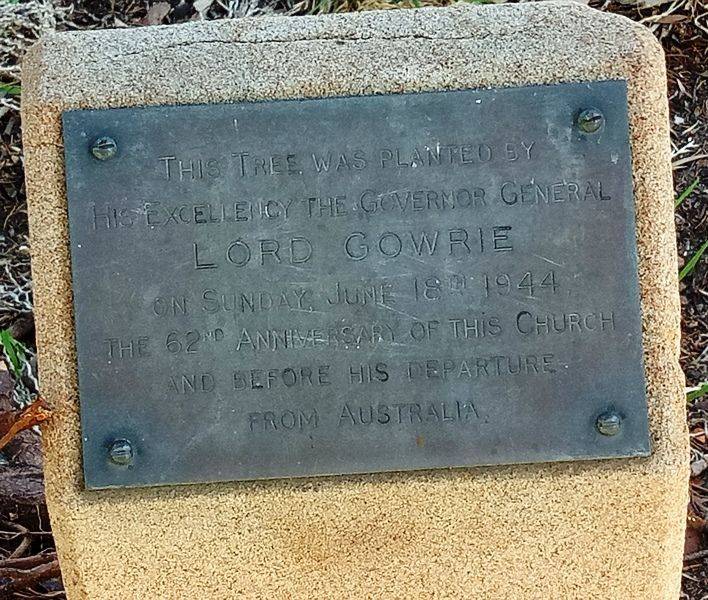 THIS TREE WAS PLANTED BY
HIS EXCELLENCY THE GOVERNOR GENERAL
LORD GOWRIE
ON SUNDAY, JUNE 18TH 1944
THE 62ND ANNIVERSARY OF THIS CHURCH
AND BEFORE HIS DEPARTURE
FROM AUSTRALIA.